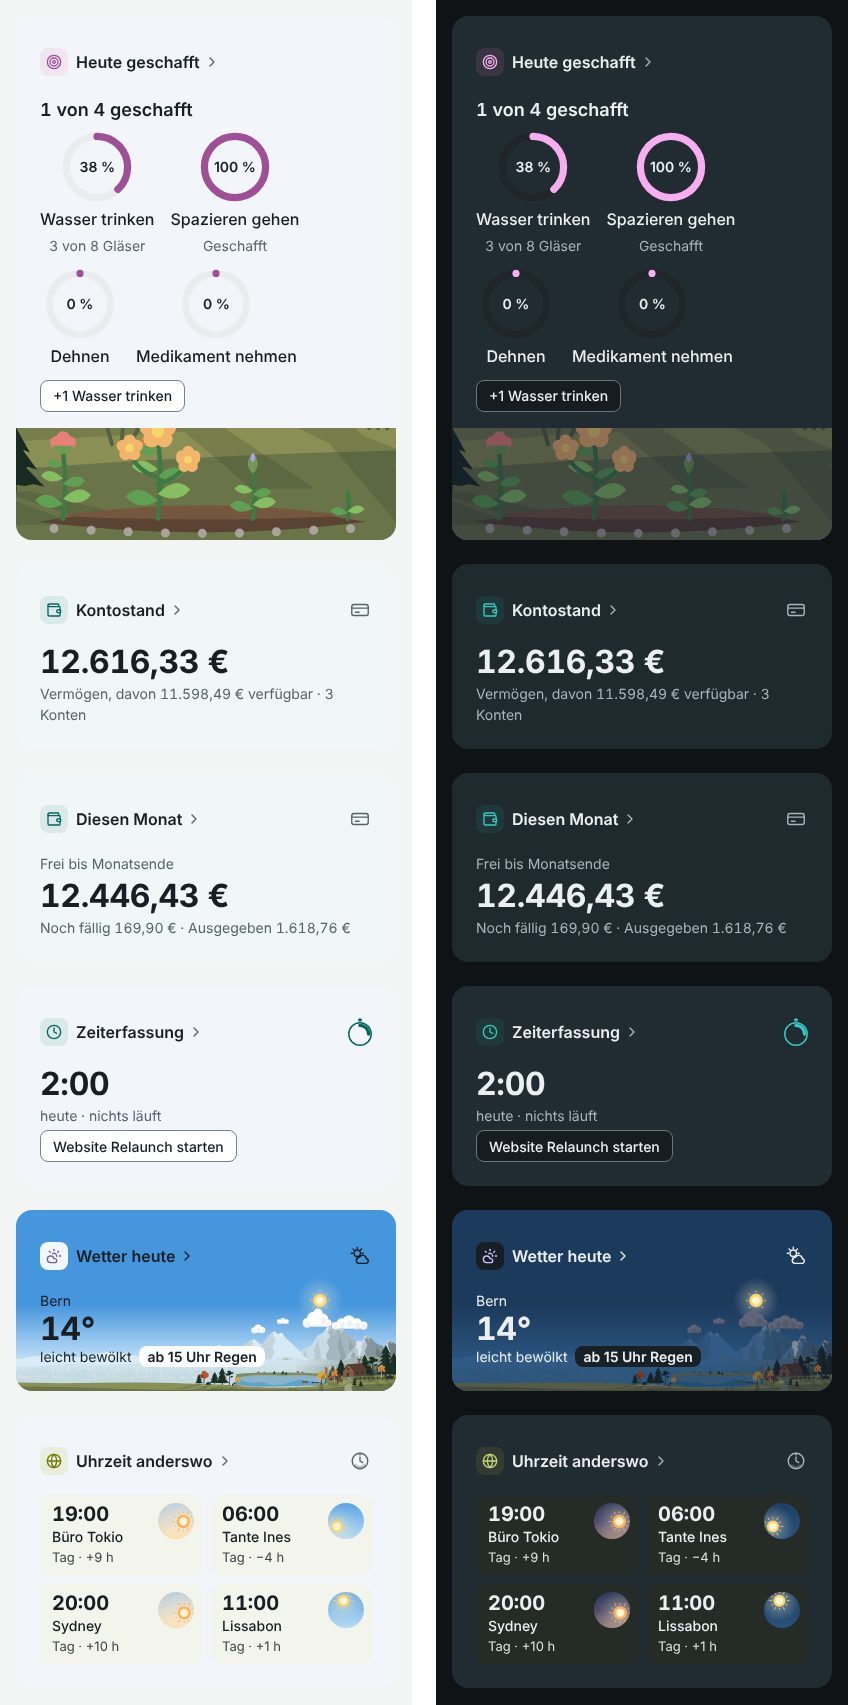 Heute geschafft
1 von 4 geschafft
38 %
100 %
Wasser trinken
Spazieren gehen
3 von 8 Gläser
Geschafft
0 %
0 %
Dehnen
Medikament nehmen
+1 Wasser trinken
Kontostand
12.616,33 €
Vermögen, davon 11.598,49 € verfügbar · 3
Konten
Diesen Monat
Frei bis Monatsende
12.446,43 €
Noch fällig 169,90 € · Ausgegeben 1.618,76 €
Zeiterfassung
2:00
heute · nichts läuft
Website Relaunch starten
Wetter heute
Bern
14°
leicht bewölkt ab 15 Uhr Regen
Uhrzeit anderswo
19:00
Büro Tokio
Tag · +9 h
06:00
Tante Ines
Tag · −4 h
20:00
Sydney
Tag · +10 h
11:00
Lissabon
Tag · +1 h
Heute geschafft
1 von 4 geschafft
38 %
100 %
Wasser trinken
Spazieren gehen
3 von 8 Gläser
Geschafft
0 %
0 %
Dehnen
Medikament nehmen
+1 Wasser trinken
Kontostand
12.616,33 €
Vermögen, davon 11.598,49 € verfügbar · 3
Konten
Diesen Monat
Frei bis Monatsende
12.446,43 €
Noch fällig 169,90 € · Ausgegeben 1.618,76 €
Zeiterfassung
2:00
heute · nichts läuft
Website Relaunch starten
Wetter heute
Bern
14°
leicht bewölkt ab 15 Uhr Regen
Uhrzeit anderswo
19:00
Büro Tokio
Tag · +9 h
06:00
Tante Ines
Tag · −4 h
20:00
Sydney
Tag · +10 h
11:00
Lissabon
Tag · +1 h